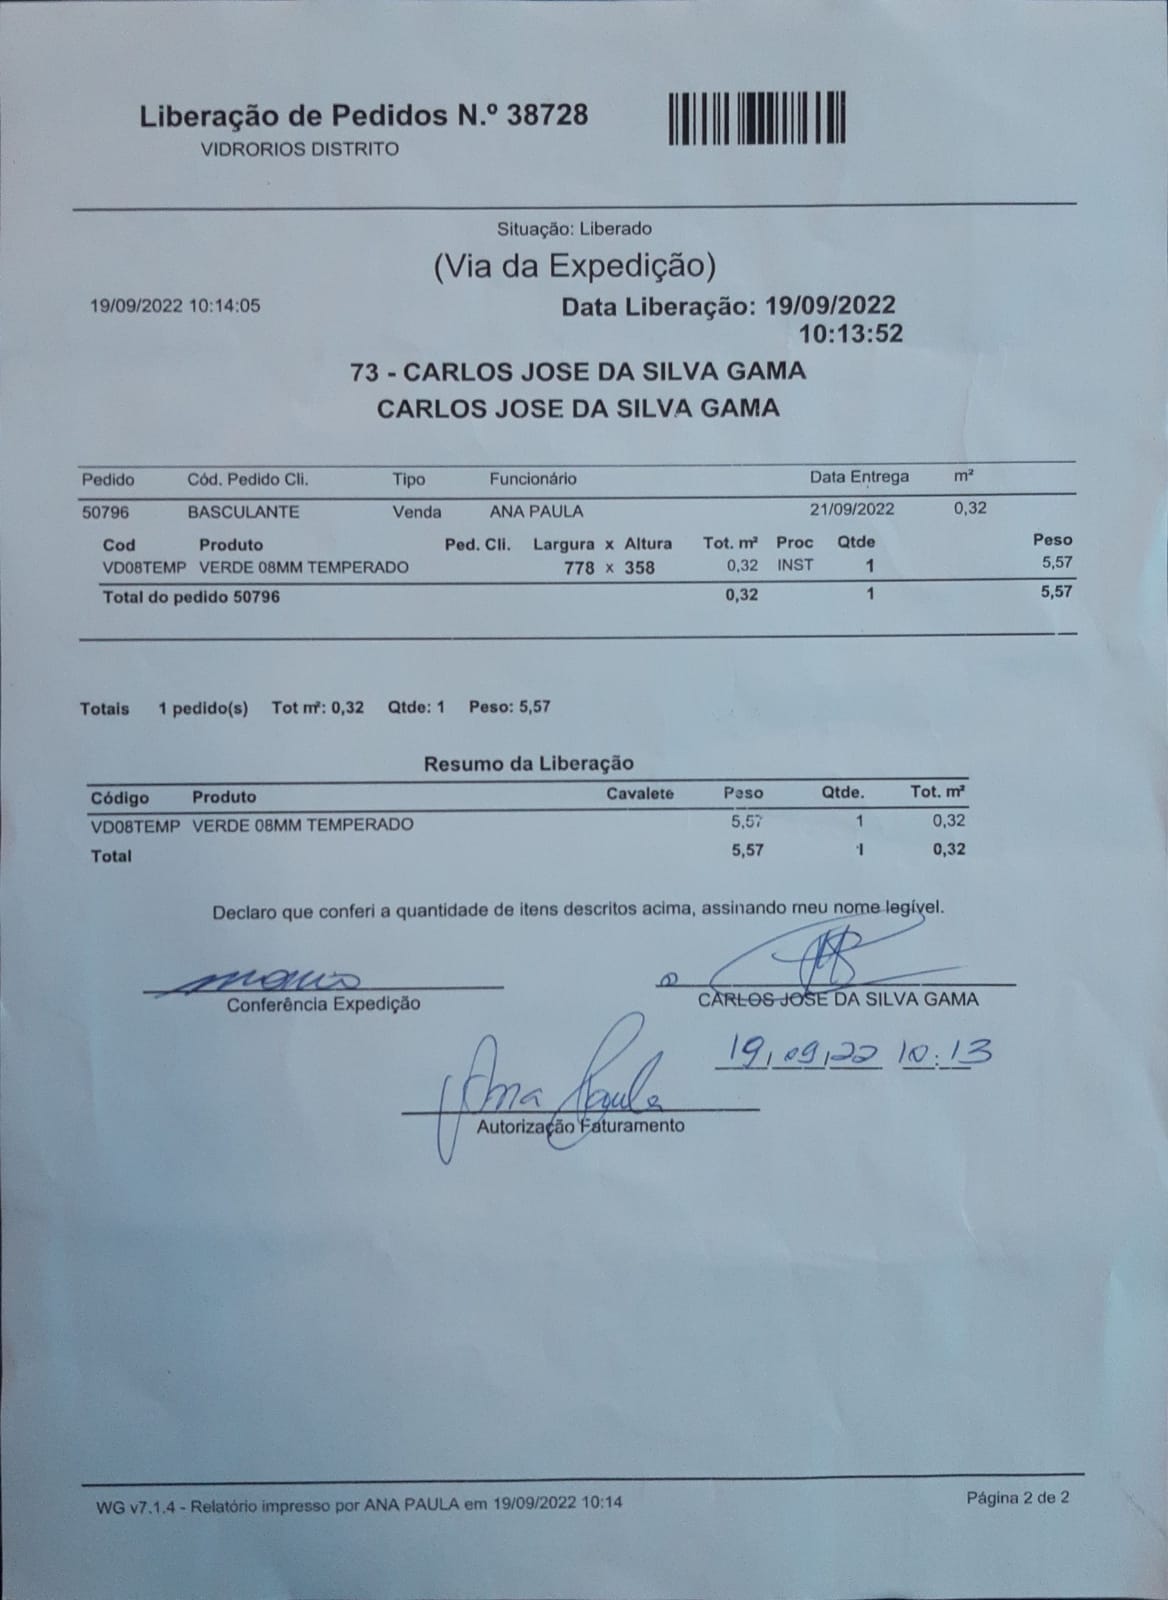 Liberação de Pedidos N.º 38728
VIDRORIOS DISTRITO
Situação: Liberado
(Via da Expedição)
19/09/2022 10:14:05 Data Liberação: 19/09/2022
10:13:52
73 - CARLOS JOSE DA SILVA GAMA
CARLOS JOSE DA SILVA GAMA
Pedido Cód. Pedido Cli. Tipo Funcionário Data Entrega m²
50796 BASCULANTE Venda ANA PAULA 21/09/2022 0,32
Cod Produto Ped. Cli. Largura x Altura Tot. m² Proc Qtde Peso
VD08TEMP VERDE 08MM TEMPERADO 778 x 358 0,32 INST 1 5,57
Total do pedido 50796 0,32 1 5,57
Totais 1 pedido(s) Tot m²: 0,32 Qtde: 1 Peso: 5,57
Resumo da Liberação
Código Produto Cavalete Peso Qtde. Tot. m²
VD08TEMP VERDE 08MM TEMPERADO 5,57 1 0,32
Total 5,57 1 0,32
Declaro que conferi a quantidade de itens descritos acima, assinando meu nome legível.
Conferência Expedição
CARLOS JOSE DA SILVA GAMA
19,09,22 10:13
Ana Paula
Autorização Faturamento
WG v7.1.4 - Relatório impresso por ANA PAULA em 19/09/2022 10:14 Página 2 de 2